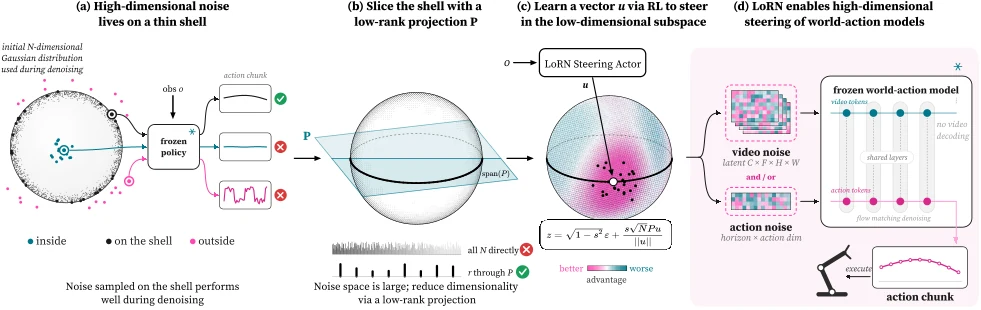 (a) High-dimensional noise
lives on a thin shell
initial N-dimensional
Gaussian distribution
used during denoising
obs o
frozen
policy
action chunk
inside
on the shell
outside
Noise sampled on the shell performs
well during denoising
(b) Slice the shell with a
low-rank projection P
P
span(P)
all N directly
r through P
Noise space is large; reduce dimensionality
via a low-rank projection
(c) Learn a vector u via RL to steer
in the low-dimensional subspace
O
LoRN Steering Actor
u
z = √1 − s² ε + s√N Pu / ||u||
better
worse
advantage
(d) LoRN enables high-dimensional
steering of world-action models
video noise
latent C × F × H × W
and / or
action noise
horizon × action dim
frozen world-action model
video tokens
no video
decoding
shared layers
action tokens
flow matching denoising
execute
action chunk